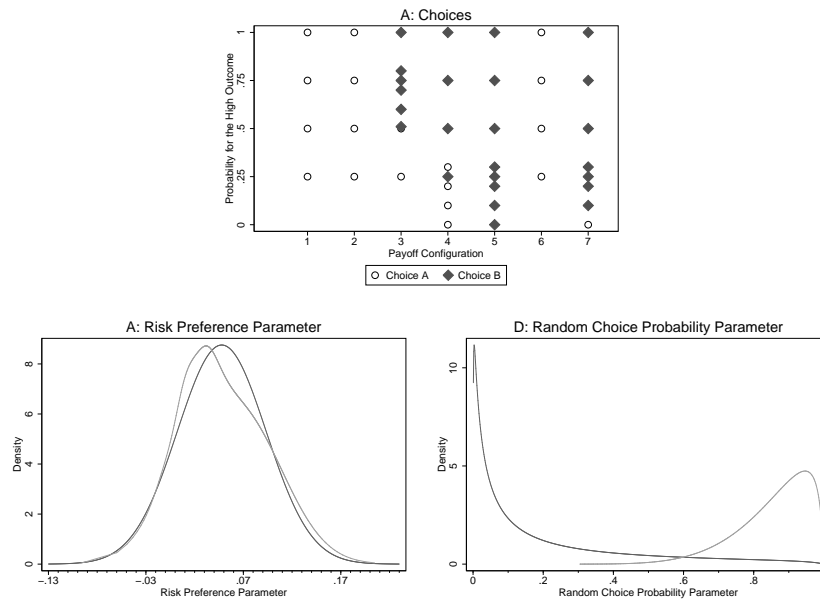 A: Choices
Probability for the High Outcome
1
.75
.5
.25
0
1 2 3 4 5 6 7
Payoff Configuration
Choice A Choice B
A: Risk Preference Parameter
Density
8
6
4
2
0
−.13 −.03 .07 .17
Risk Preference Parameter
D: Random Choice Probability Parameter
Density
10
5
0
0 .2 .4 .6 .8
Random Choice Probability Parameter